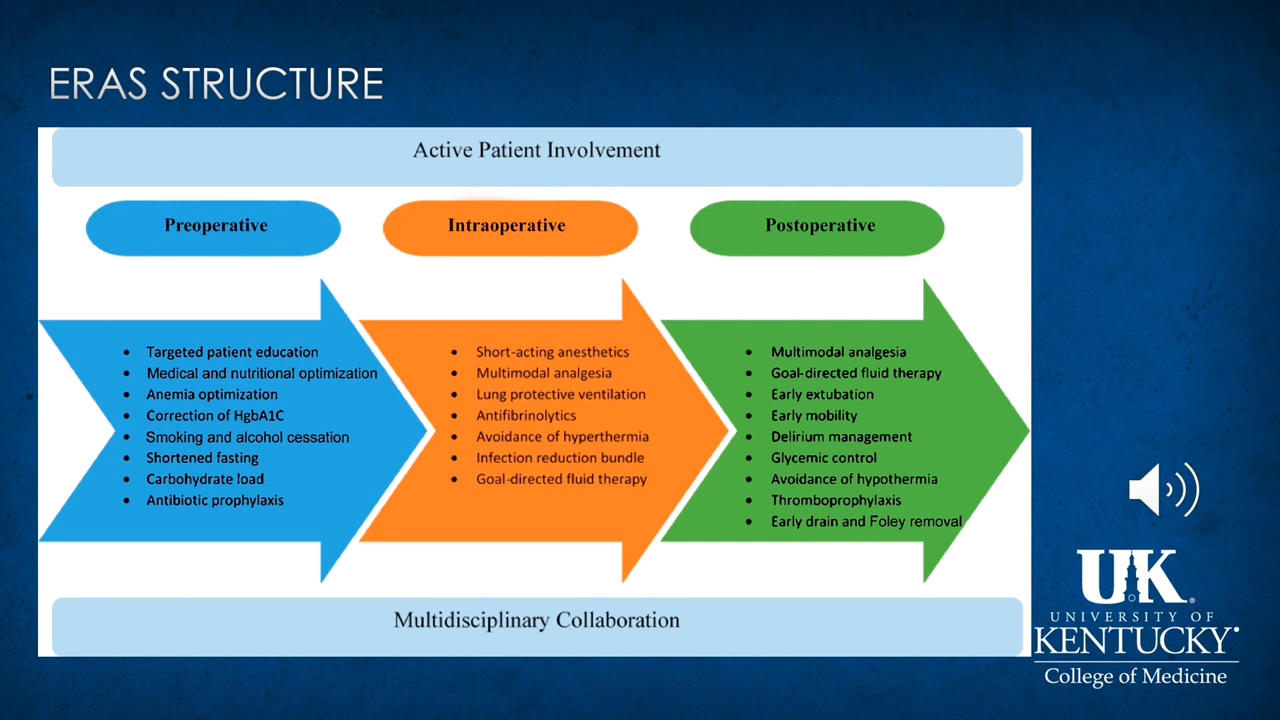 ERAS STRUCTURE
Active Patient Involvement
Preoperative
Intraoperative
Postoperative
• Targeted patient education
• Medical and nutritional optimization
• Anemia optimization
• Correction of HgbA1C
• Smoking and alcohol cessation
• Shortened fasting
• Carbohydrate load
• Antibiotic prophylaxis
• Short-acting anesthetics
• Multimodal analgesia
• Lung protective ventilation
• Antifibrinolytics
• Avoidance of hyperthermia
• Infection reduction bundle
• Goal-directed fluid therapy
• Multimodal analgesia
• Goal-directed fluid therapy
• Early extubation
• Early mobility
• Delirium management
• Glycemic control
• Avoidance of hypothermia
• Thromboprophylaxis
• Early drain and Foley removal
Multidisciplinary Collaboration
UK®
UNIVERSITY OF
KENTUCKY
College of Medicine